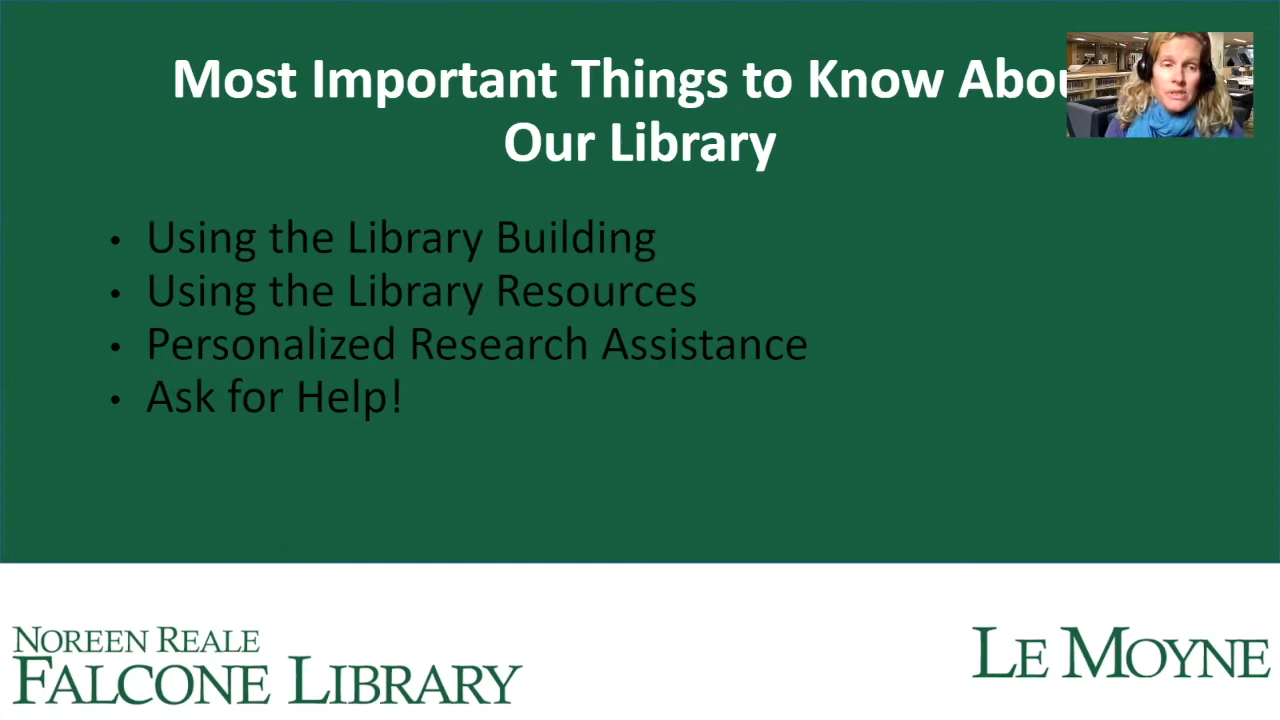 Most Important Things to Know Abou
Our Library
• Using the Library Building
• Using the Library Resources
• Personalized Research Assistance
• Ask for Help!
NOREEN REALE
FALCONE LIBRARY
LE MOYNE